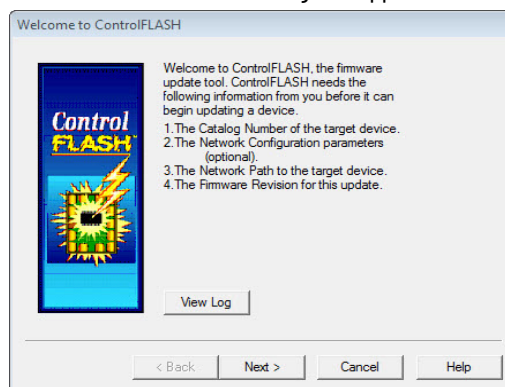 Welcome to ControlFLASH
Control
FLASH
Welcome to ControlFLASH, the firmware
update tool. ControlFLASH needs the
following information from you before it can
begin updating a device.
1.The Catalog Number of the target device.
2.The Network Configuration parameters
(optional).
3.The Network Path to the target device.
4.The Firmware Revision for this update.
View Log
< Back
Next >
Cancel
Help